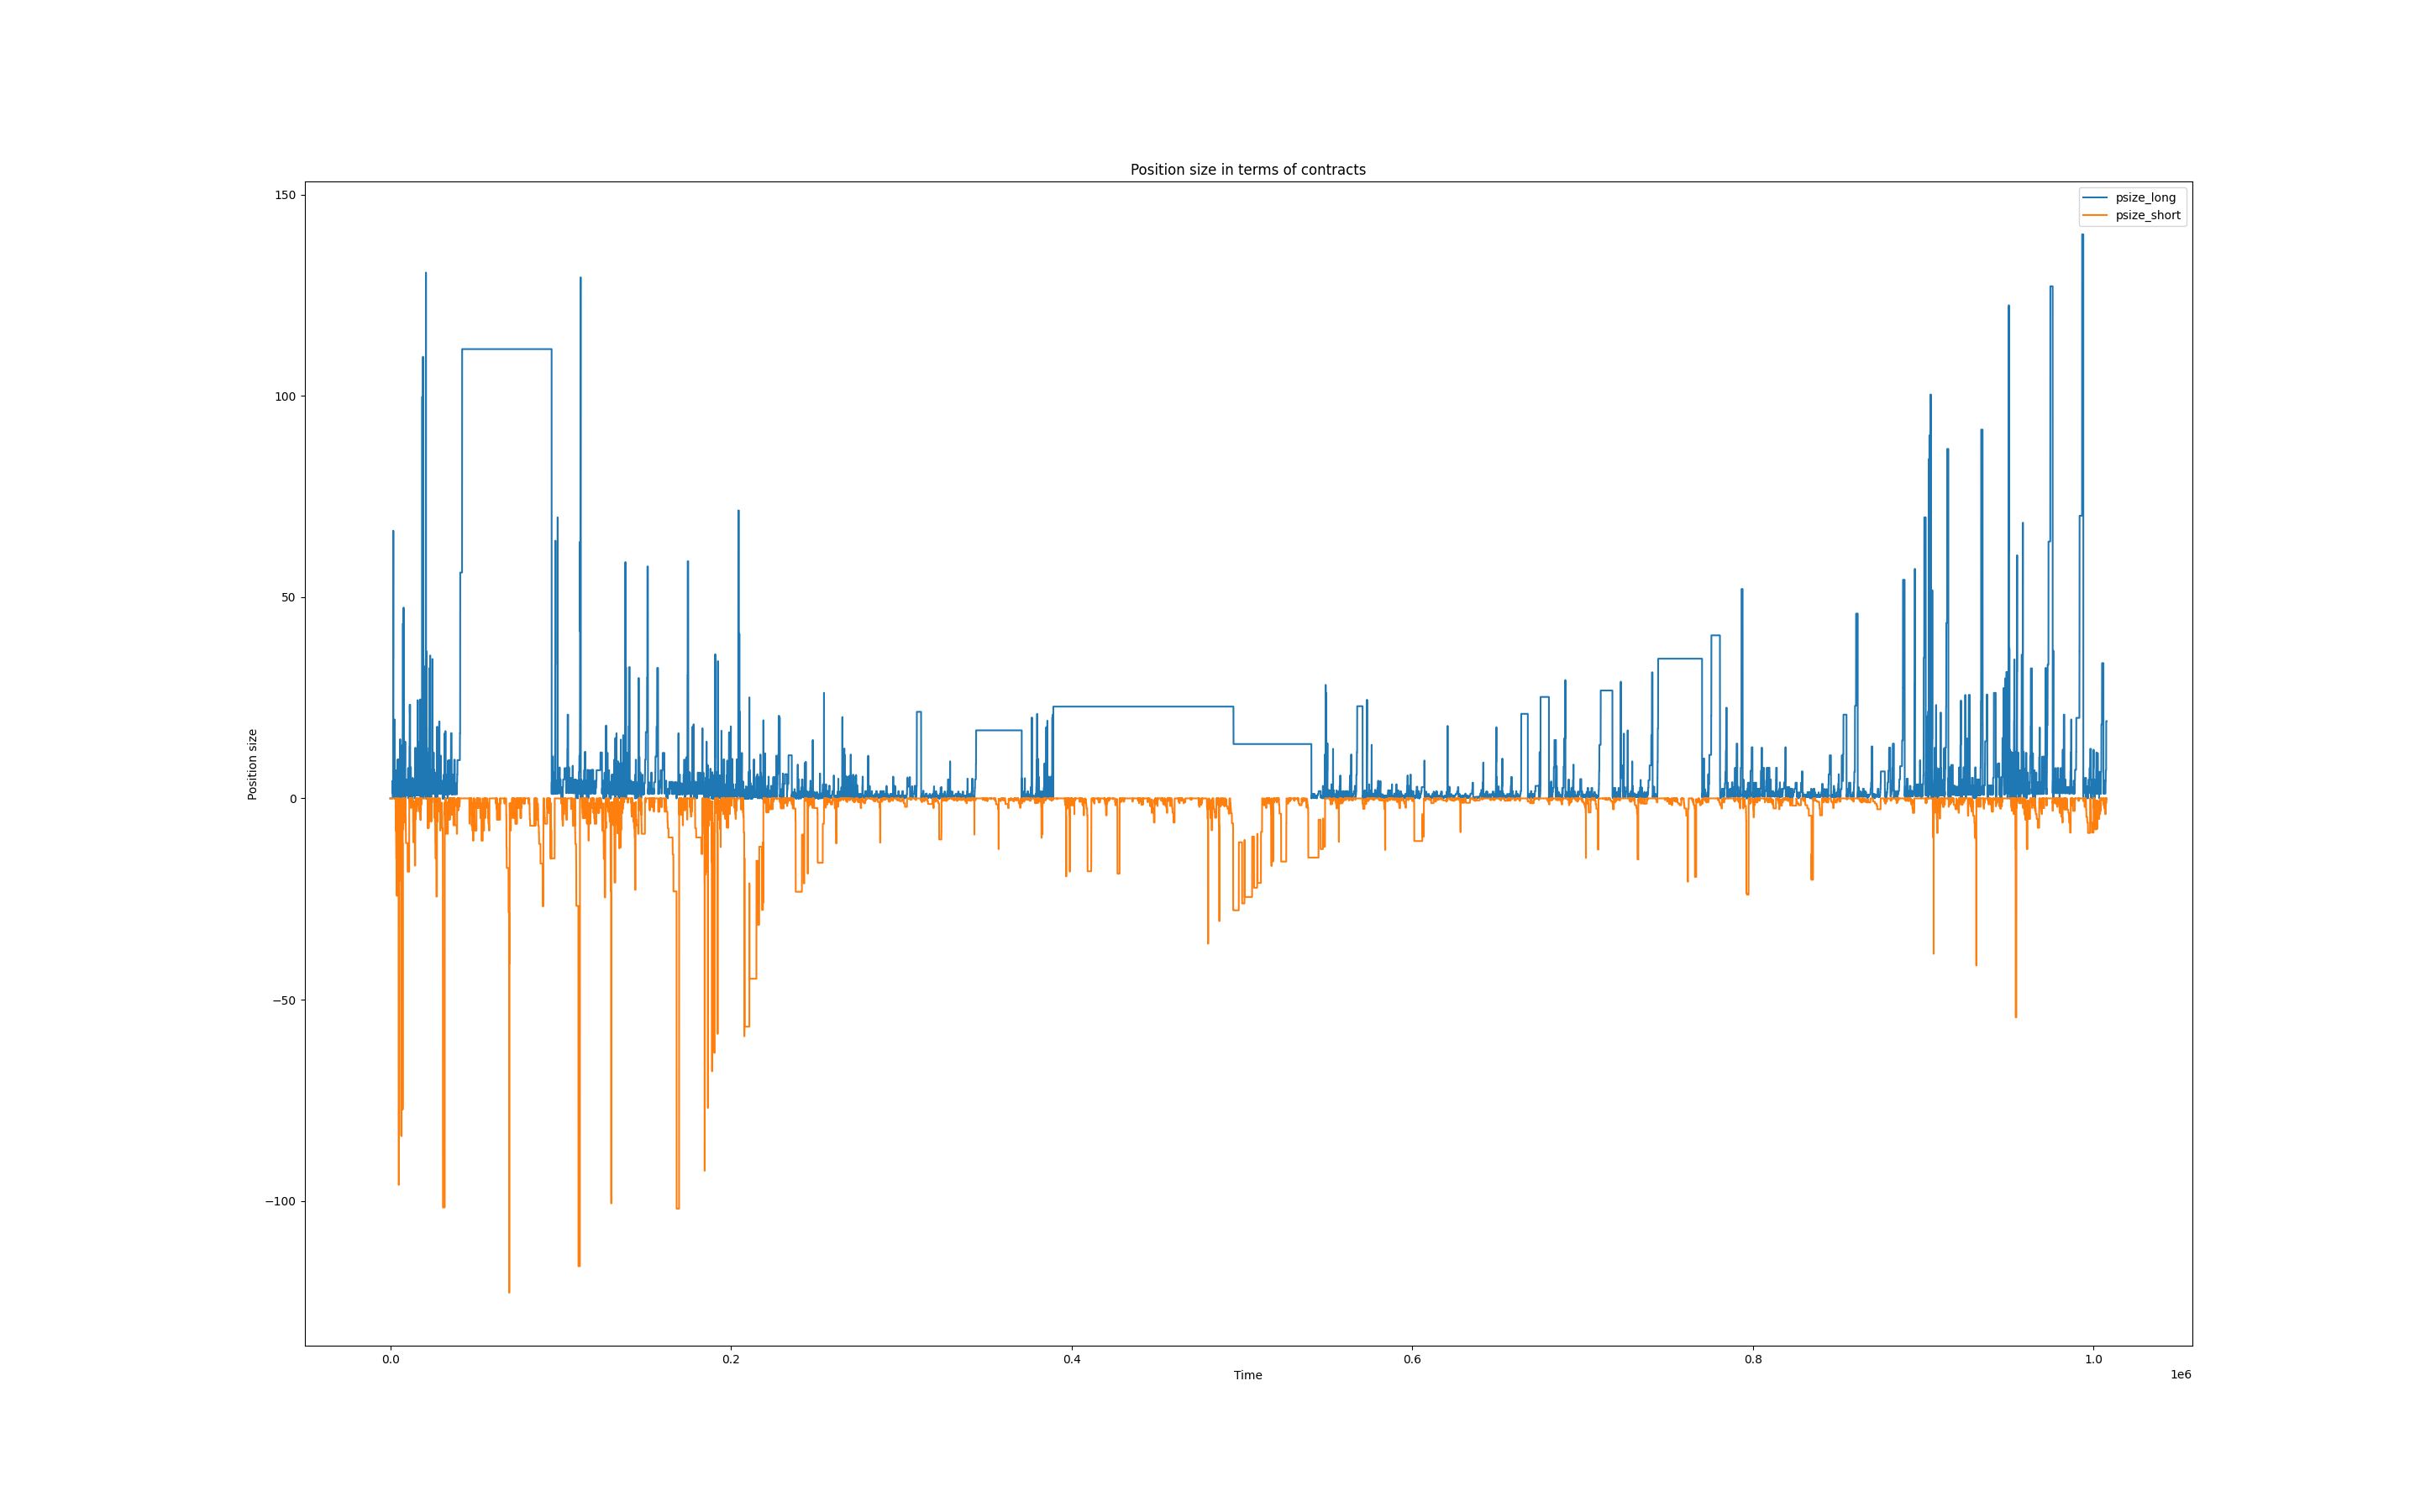 Position size in terms of contracts
psize_long
psize_short
150
100
50
0
−50
−100
Position size
0.0
0.2
0.4
0.6
0.8
1.0
1e6
Time